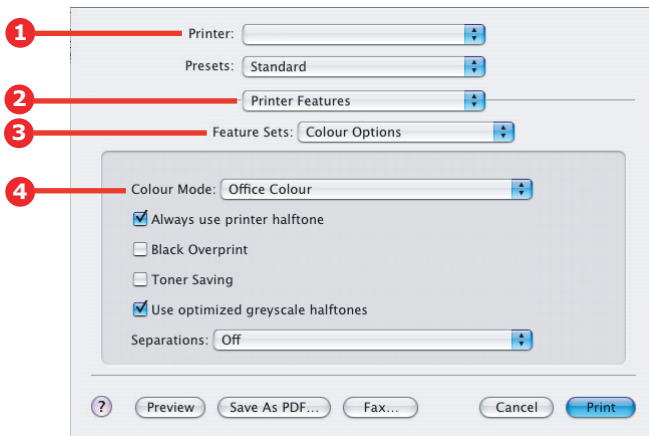 1 Printer:
Presets: Standard
2 Printer Features
3 Feature Sets: Colour Options
4 Colour Mode: Office Colour
Always use printer halftone
Black Overprint
Toner Saving
Use optimized greyscale halftones
Separations: Off
? Preview Save As PDF... Fax... Cancel Print